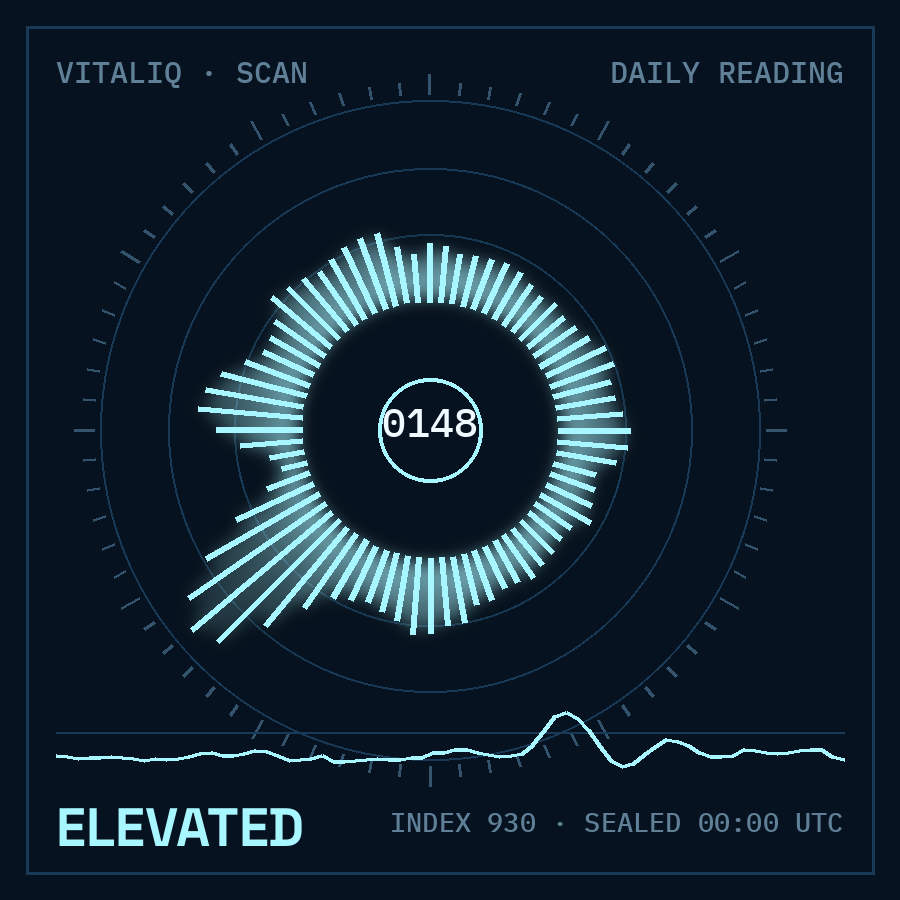 VITALIQ · SCAN
DAILY READING
0148
ELEVATED
INDEX 930 · SEALED 00:00 UTC